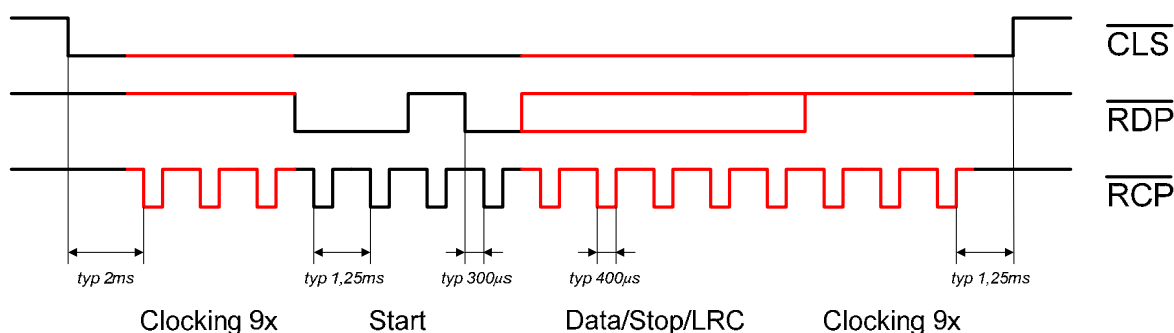 CLS
RDP
RCP
typ 2ms
typ 1,25ms
typ 300µs
typ 400µs
typ 1,25ms
Clocking 9x
Start
Data/Stop/LRC
Clocking 9x